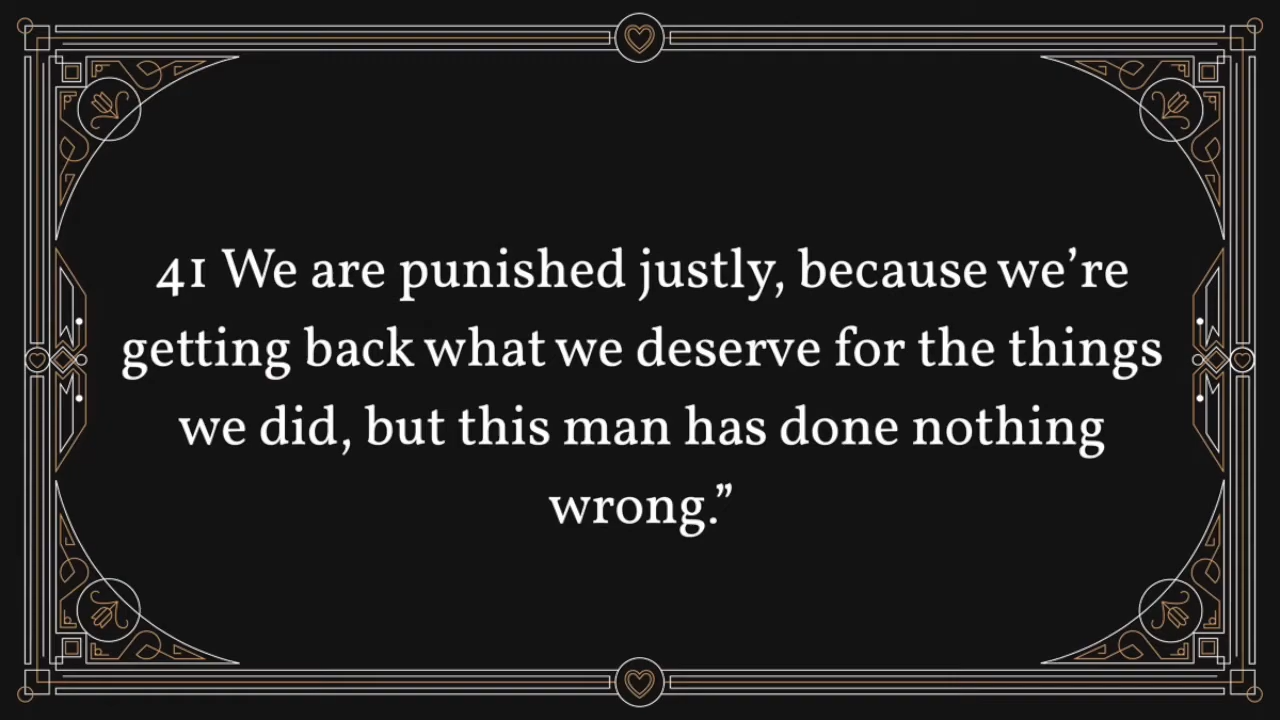 41 We are punished justly, because we’re
getting back what we deserve for the things
we did, but this man has done nothing
wrong.”